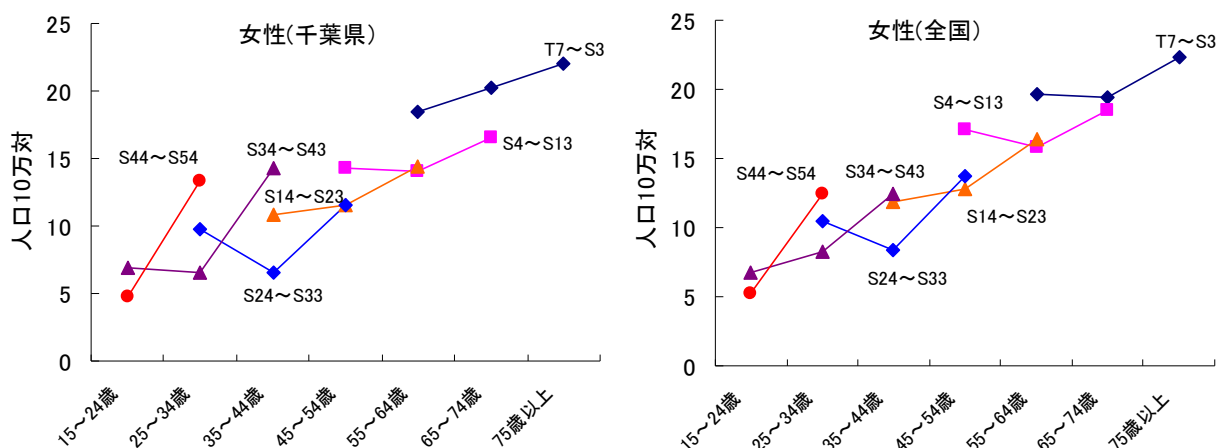 女性(千葉県)
人口10万対
25
20
15
10
5
0
T7～S3
S4～S13
S14～S23
S24～S33
S34～S43
S44～S54
15～24歳
25～34歳
35～44歳
45～54歳
55～64歳
65～74歳
75歳以上
女性(全国)
人口10万対
25
20
15
10
5
0
T7～S3
S4～S13
S14～S23
S24～S33
S34～S43
S44～S54
15～24歳
25～34歳
35～44歳
45～54歳
55～64歳
65～74歳
75歳以上